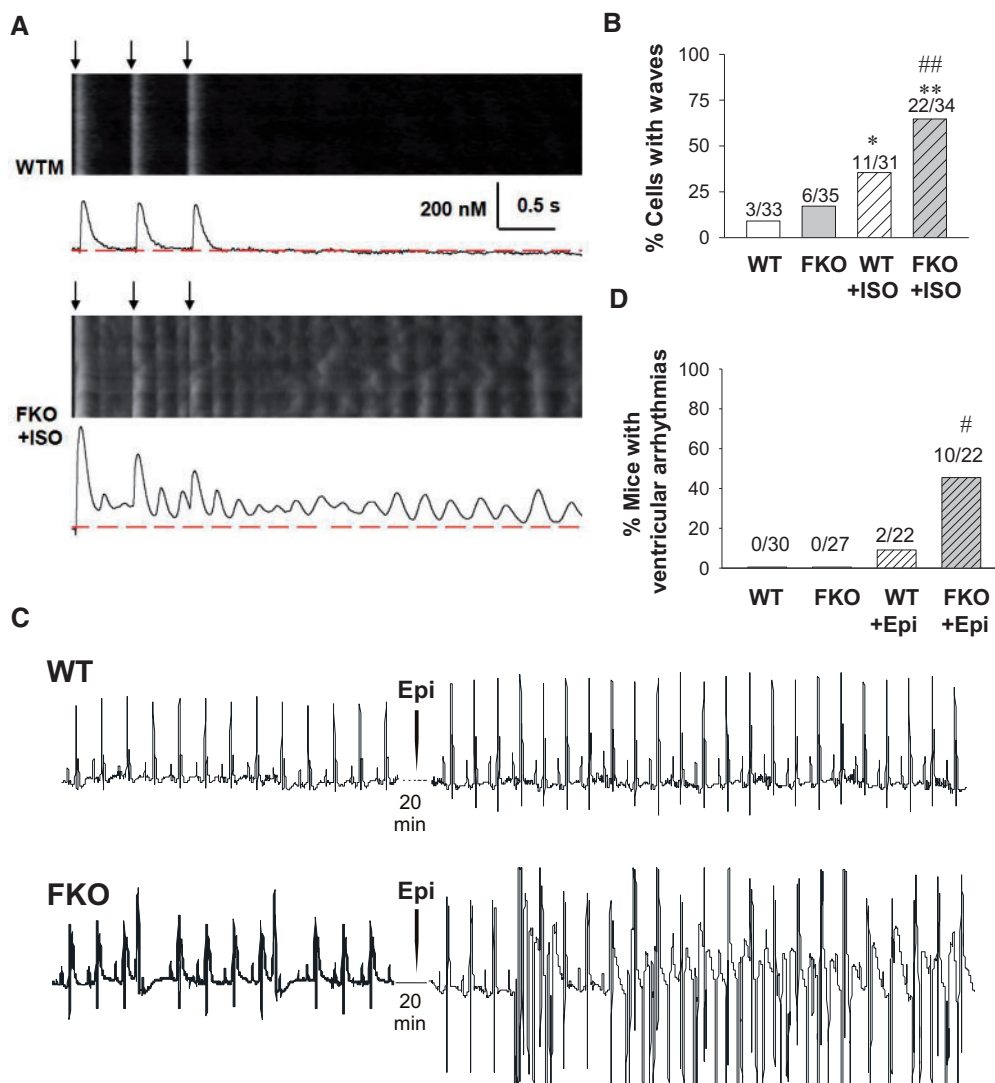 A
WTM
200 nM
0.5 s
FKO
+ISO
B
% Cells with waves
100
75
50
25
0
3/33
6/35
*
11/31
##
**
22/34
WT
FKO
WT
+ISO
FKO
+ISO
D
% Mice with
ventricular arrhythmias
100
80
60
40
20
0
0/30
0/27
2/22
#
10/22
WT
FKO
WT
+Epi
FKO
+Epi
C
WT
Epi
20
min
FKO
Epi
20
min